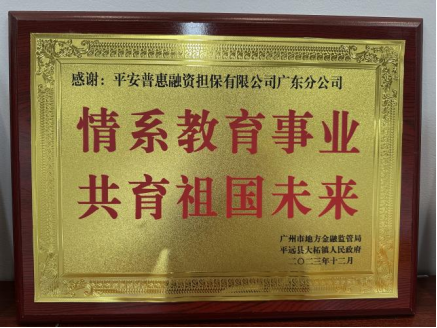 感谢：平安普惠融资担保有限公司广东分公司
情系教育事业
共育祖国未来
广州市地方金融监管局
平远县大柘镇人民政府
二〇二三年十二月